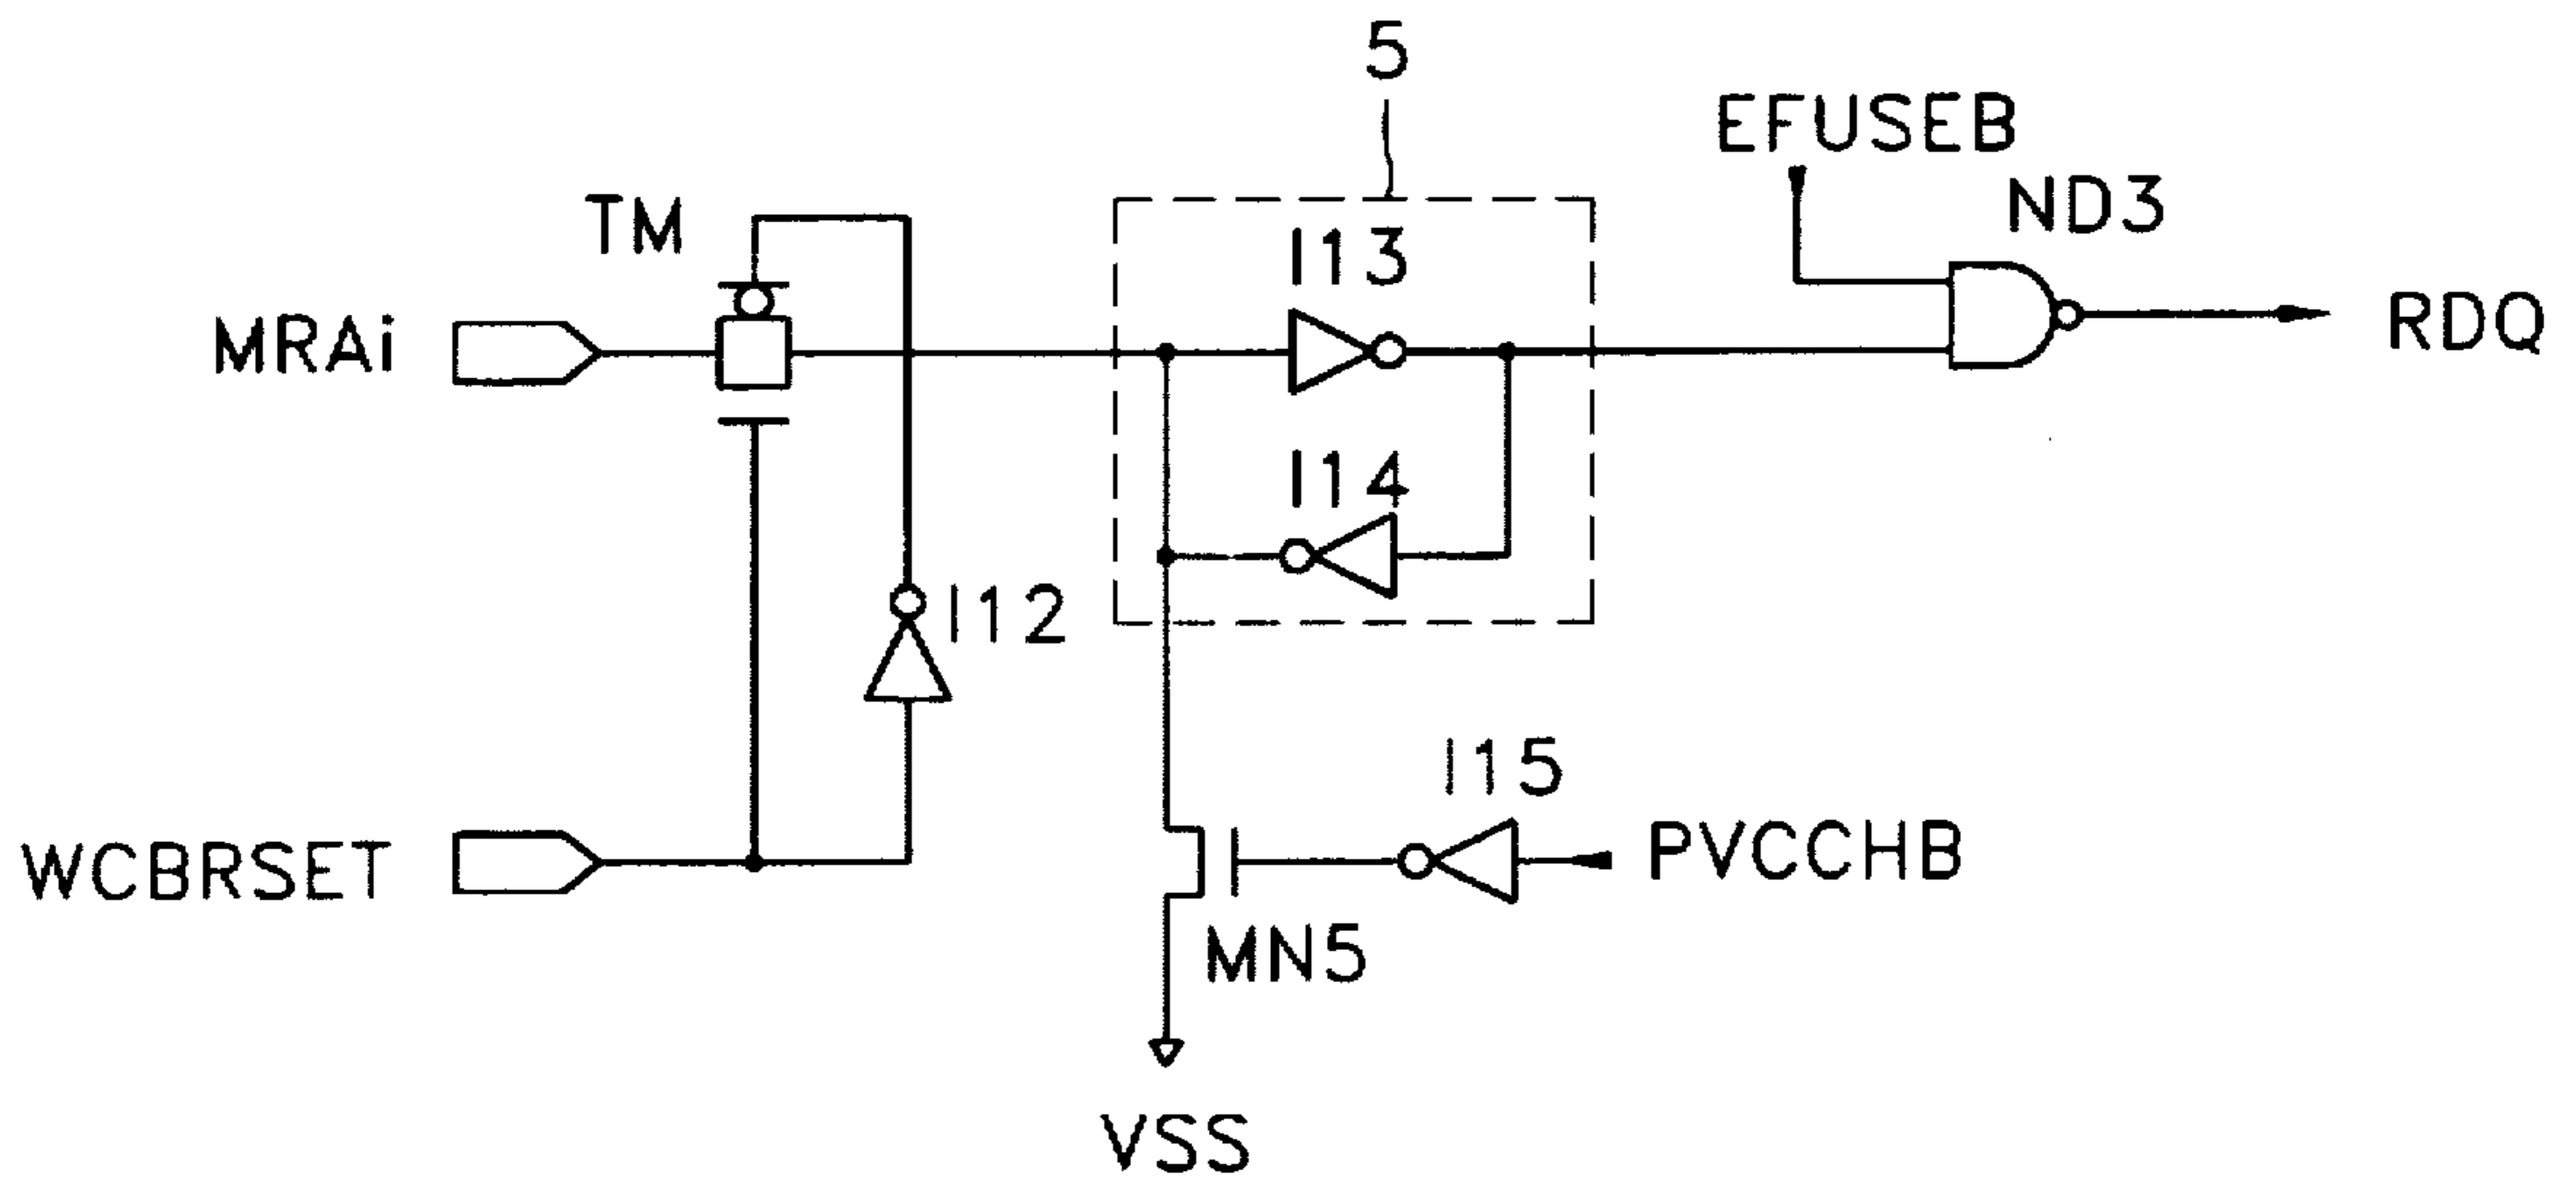 5
EFUSEB
TM
ND3
I13
MRAi
RDQ
I14
I12
I15
WCBRSET
PVCCHB
MN5
VSS